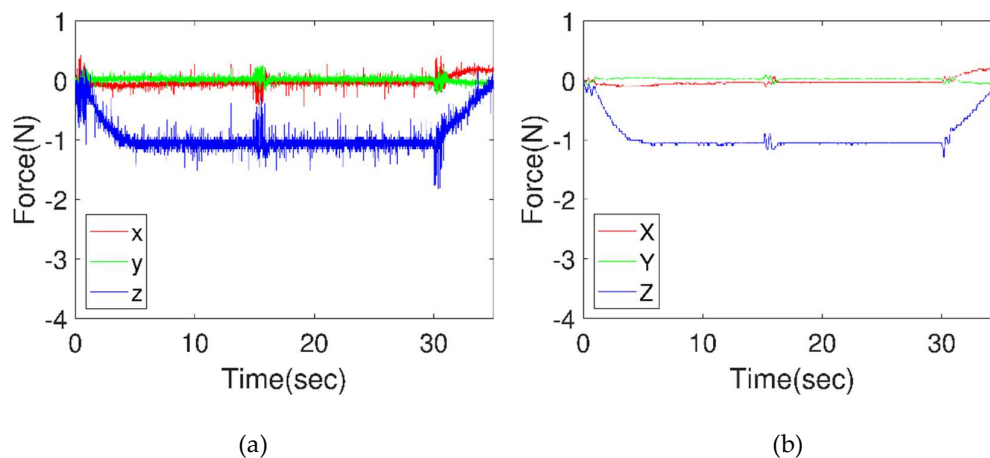 1
0
-1
-2
-3
-4
Force(N)
x
y
z
0 10 20 30
Time(sec)
(a)
1
0
-1
-2
-3
-4
Force(N)
X
Y
Z
0 10 20 30
Time(sec)
(b)